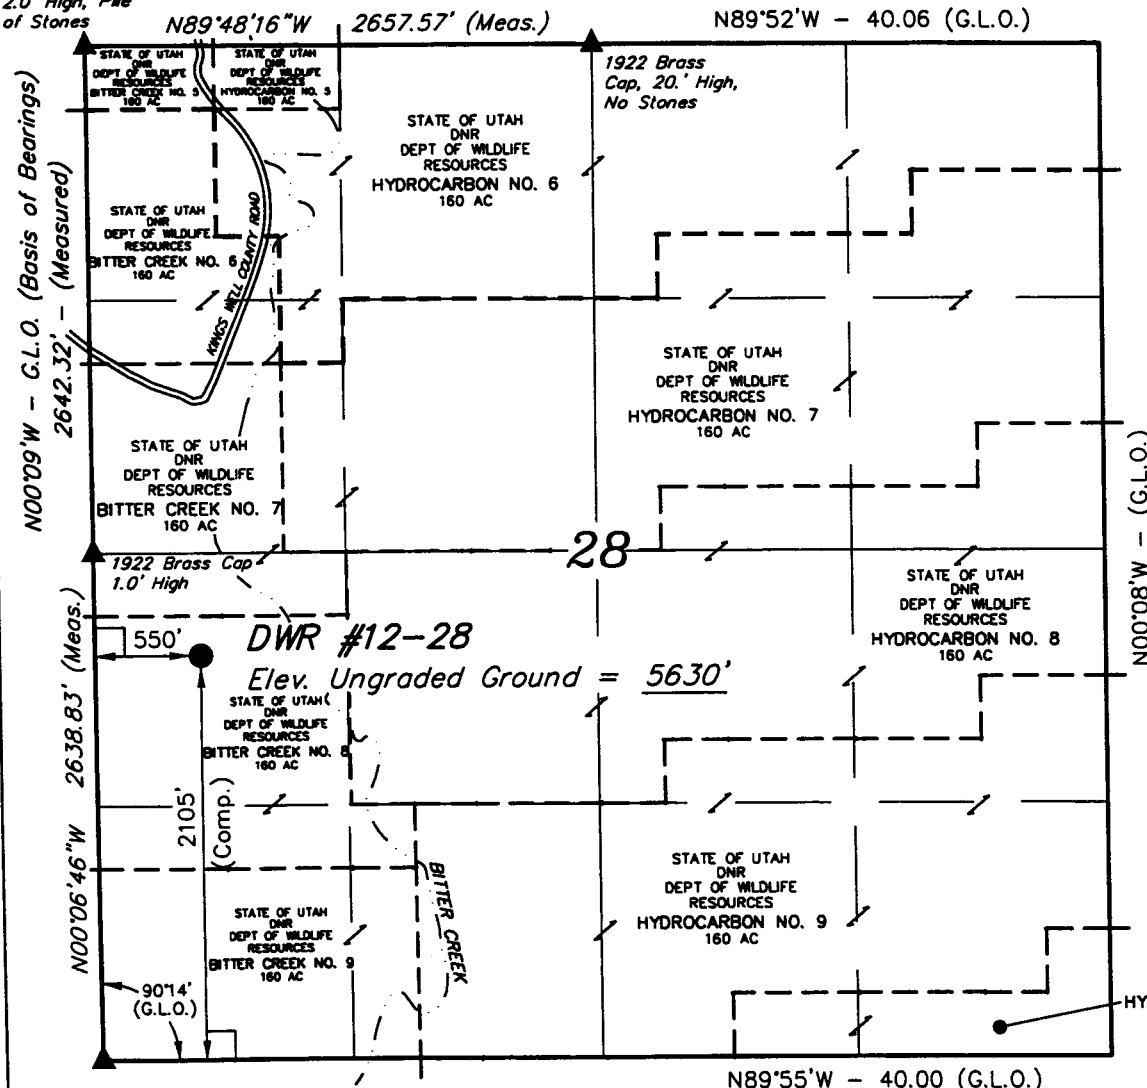 2.0' High, Pile
of Stones
N89°48'16"W
2657.57' (Meas.)
N89°52'W - 40.06 (G.L.O.)
STATE OF UTAH
DNR
DEPT OF WILDLIFE
RESOURCES
BITTER CREEK NO. 5
160 AC
STATE OF UTAH
DNR
DEPT OF WILDLIFE
RESOURCES
HYDROCARBON NO. 5
160 AC
1922 Brass
Cap, 20.' High,
No Stones
STATE OF UTAH
DNR
DEPT OF WILDLIFE
RESOURCES
HYDROCARBON NO. 6
160 AC
N00°09'W - G.L.O. (Basis of Bearings)
2642.32' - (Measured)
STATE OF UTAH
DNR
DEPT OF WILDLIFE
RESOURCES
BITTER CREEK NO. 6
160 AC
KINGS WELL COUNTY ROAD
STATE OF UTAH
DNR
DEPT OF WILDLIFE
RESOURCES
HYDROCARBON NO. 7
160 AC
STATE OF UTAH
DNR
DEPT OF WILDLIFE
RESOURCES
BITTER CREEK NO. 7
160 AC
28
1922 Brass Cap
1.0' High
N00°08'W - (G.L.O.)
STATE OF UTAH
DNR
DEPT OF WILDLIFE
RESOURCES
HYDROCARBON NO. 8
160 AC
550'
DWR #12-28
Elev. Ungraded Ground = 5630'
STATE OF UTAH
DNR
DEPT OF WILDLIFE
RESOURCES
BITTER CREEK NO. 8
160 AC
N00°06'46"W 2638.83' (Meas.)
2105'
(Comp.)
BITTER CREEK
STATE OF UTAH
DNR
DEPT OF WILDLIFE
RESOURCES
HYDROCARBON NO. 9
160 AC
STATE OF UTAH
DNR
DEPT OF WILDLIFE
RESOURCES
BITTER CREEK NO. 9
160 AC
90°14'
(G.L.O.)
HY
N89°55'W - 40.00 (G.L.O.)